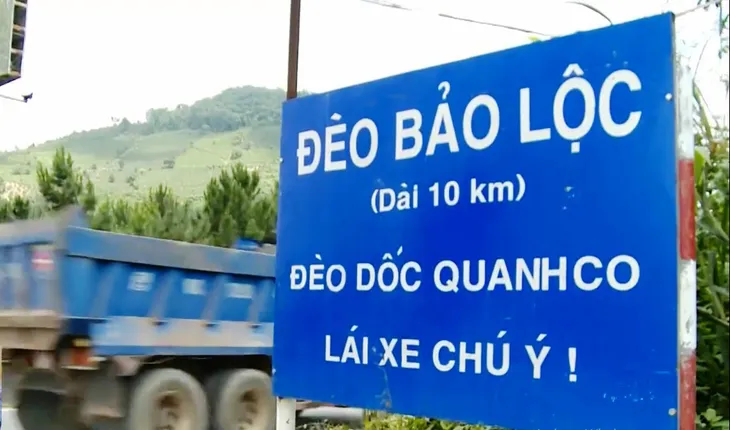 ĐÈO BẢO LỘC
(Dài 10 km)
ĐÈO DỐC QUANH CO
LÁI XE CHÚ Ý !